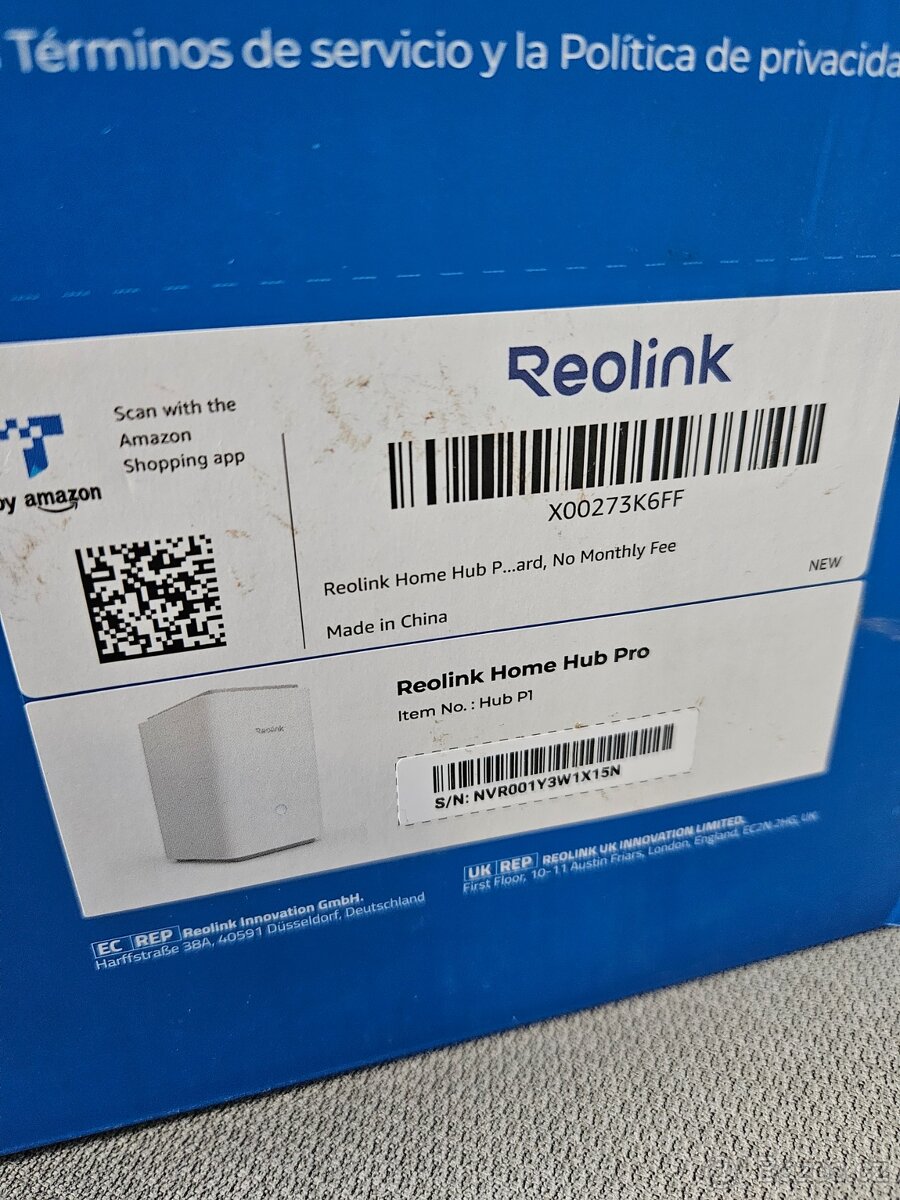 Términos de servicio y la Política de privacida
Reolink
Scan with the
Amazon
Shopping app
by amazon
X00273K6FF
Reolink Home Hub P...ard, No Monthly Fee
NEW
Made in China
Reolink Home Hub Pro
Item No. : Hub P1
Reolink
S/N: NVR001Y3W1X15N
UK REP REOLINK UK INNOVATION LIMITED.
First Floor, 10-11 Austin Friars, London, England, EC2N 2HG, UK
EC REP Reolink Innovation GmbH.
Harffstraße 38A, 40591 Düsseldorf, Deutschland